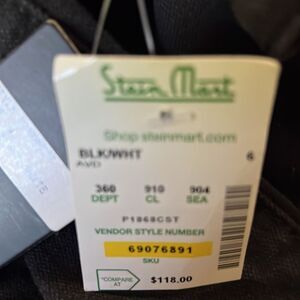 Stein Mart
Shop steinmart.com
BLK/WHT 6
AVD
360 910 904
DEPT CL SEA
P1868CST
VENDOR STYLE NUMBER
69076891
SKU
"COMPARE AT $118.00